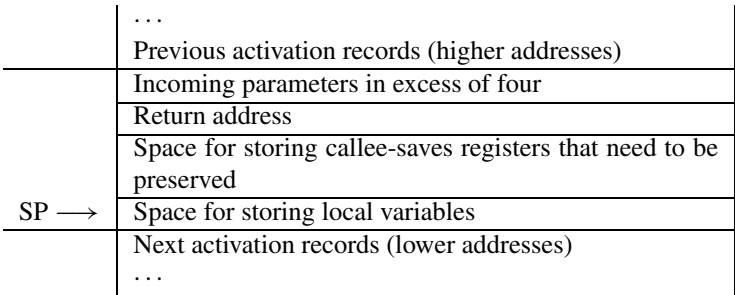 ...
Previous activation records (higher addresses)
Incoming parameters in excess of four
Return address
Space for storing callee-saves registers that need to be
preserved
SP ⟶ Space for storing local variables
Next activation records (lower addresses)
...